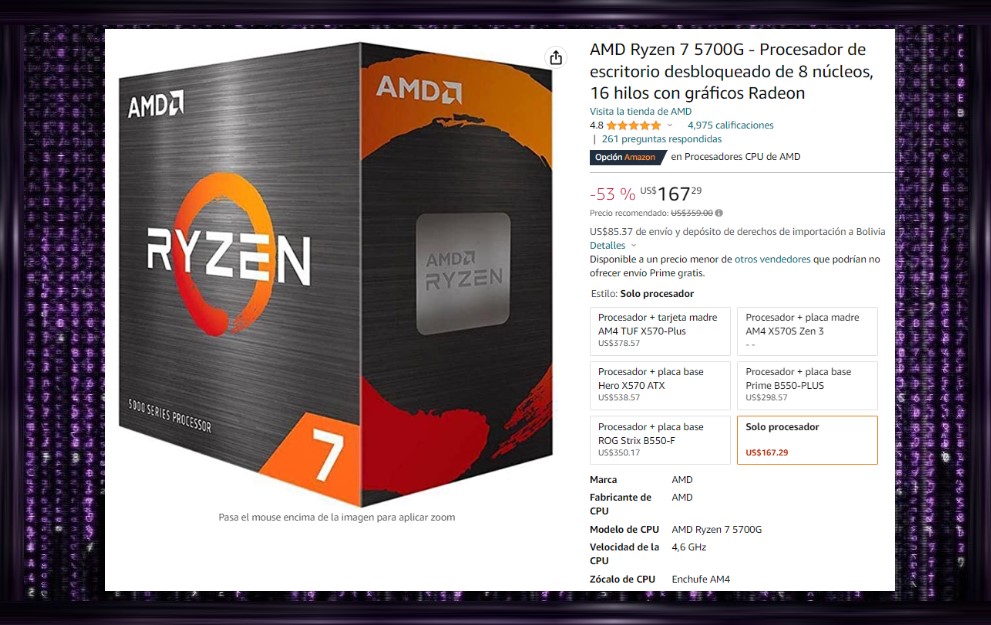 AMD
RYZEN
5000 SERIES PROCESSOR
7
AMD
AMD
RYZEN
Pasa el mouse encima de la imagen para aplicar zoom
AMD Ryzen 7 5700G - Procesador de
escritorio desbloqueado de 8 núcleos,
16 hilos con gráficos Radeon
Visita la tienda de AMD
4.8 4,975 calificaciones
| 261 preguntas respondidas
Opción Amazon en Procesadores CPU de AMD
-53 % US$167 29
Precio recomendado: US$359.00
US$85.37 de envío y depósito de derechos de importación a Bolivia
Detalles
Disponible a un precio menor de otros vendedores que podrían no
ofrecer envío Prime gratis.
Estilo: Solo procesador
Procesador + tarjeta madre
AM4 TUF X570-Plus
US$378.57
Procesador + placa madre
AM4 X570S Zen 3
- -
Procesador + placa base
Hero X570 ATX
US$538.57
Procesador + placa base
Prime B550-PLUS
US$298.57
Procesador + placa base
ROG Strix B550-F
US$350.17
Solo procesador
US$167.29
Marca AMD
Fabricante de AMD
CPU
Modelo de CPU AMD Ryzen 7 5700G
Velocidad de la 4,6 GHz
CPU
Zócalo de CPU Enchufe AM4